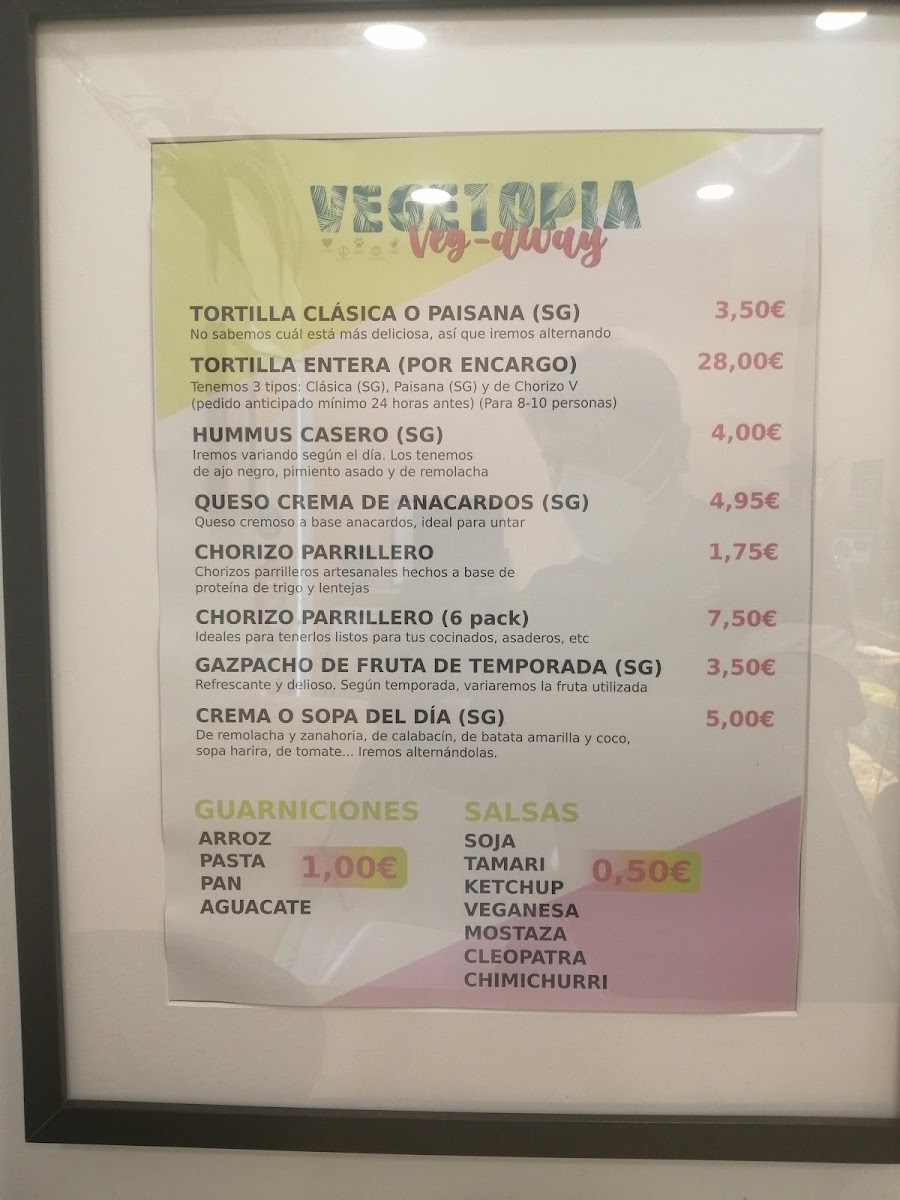 VEGETOPIA
Veg-away
TORTILLA CLÁSICA O PAISANA (SG) 3,50€
No sabemos cuál está más deliciosa, así que iremos alternando
TORTILLA ENTERA (POR ENCARGO) 28,00€
Tenemos 3 tipos: Clásica (SG), Paisana (SG) y de Chorizo V
(pedido anticipado mínimo 24 horas antes) (Para 8-10 personas)
HUMMUS CASERO (SG) 4,00€
Iremos variando según el día. Los tenemos
de ajo negro, pimiento asado y de remolacha
QUESO CREMA DE ANACARDOS (SG) 4,95€
Queso cremoso a base anacardos, ideal para untar
CHORIZO PARRILLERO 1,75€
Chorizos parrilleros artesanales hechos a base de
proteína de trigo y lentejas
CHORIZO PARRILLERO (6 pack) 7,50€
Ideales para tenerlos listos para tus cocinados, asaderos, etc
GAZPACHO DE FRUTA DE TEMPORADA (SG) 3,50€
Refrescante y delioso. Según temporada, variaremos la fruta utilizada
CREMA O SOPA DEL DÍA (SG) 5,00€
De remolacha y zanahoria, de calabacín, de batata amarilla y coco,
sopa harira, de tomate... Iremos alternándolas.
GUARNICIONES
ARROZ
PASTA 1,00€
PAN
AGUACATE
SALSAS
SOJA
TAMARI 0,50€
KETCHUP
VEGANESA
MOSTAZA
CLEOPATRA
CHIMICHURRI